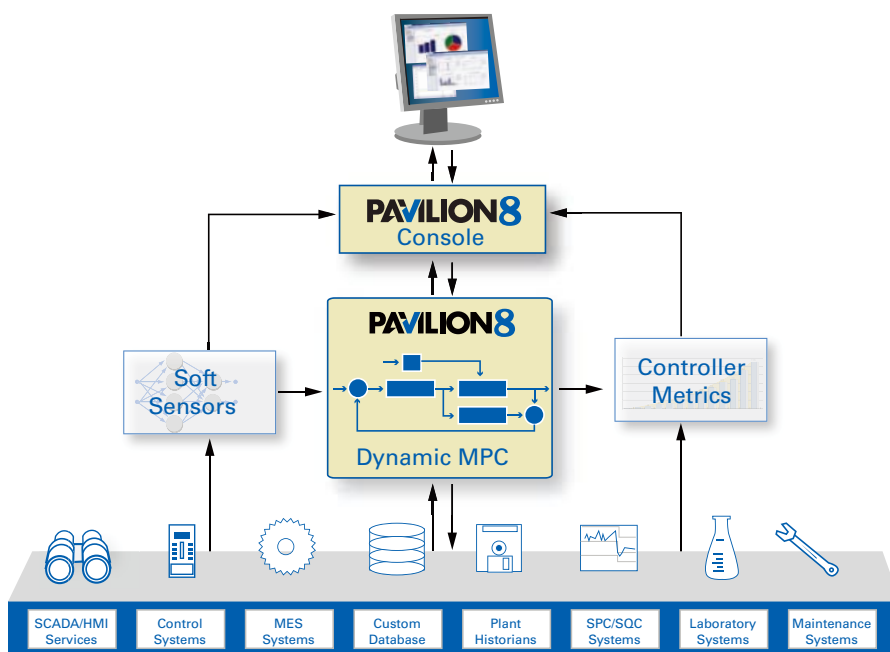 PAVILION8
Console
PAVILION8
Soft
Sensors
Controller
Metrics
Dynamic MPC
SCADA/HMI
Services
Control
Systems
MES
Systems
Custom
Database
Plant
Historians
SPC/SQC
Systems
Laboratory
Systems
Maintenance
Systems